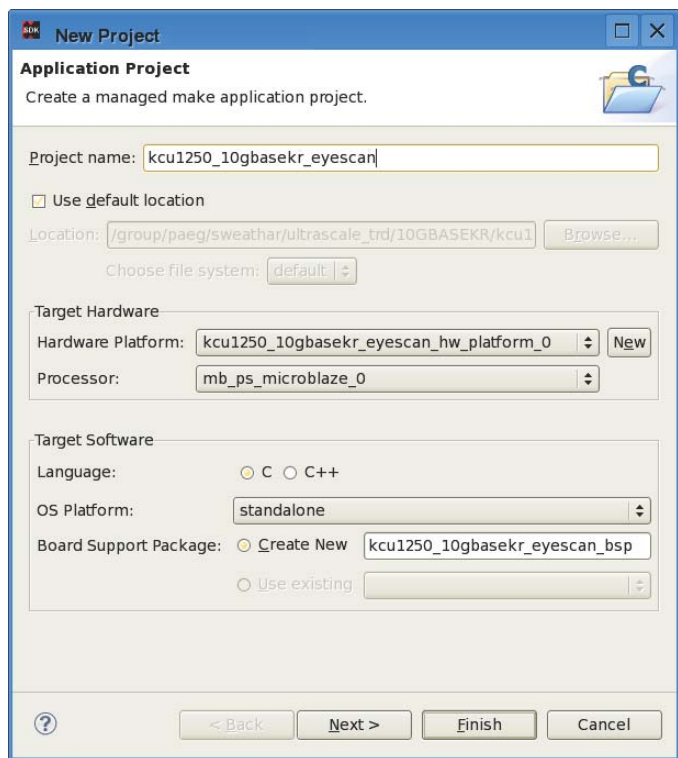 SDK New Project
Application Project
Create a managed make application project.
C
Project name: kcu1250_10gbasekr_eyescan
Use default location
Location: /group/paeg/sweathar/ultrascale_trd/10GBASEKR/kcu1 Browse...
Choose file system: default
Target Hardware
Hardware Platform: kcu1250_10gbasekr_eyescan_hw_platform_0 New
Processor: mb_ps_microblaze_0
Target Software
Language: C C++
OS Platform: standalone
Board Support Package: Create New kcu1250_10gbasekr_eyescan_bsp
Use existing
? < Back Next > Finish Cancel